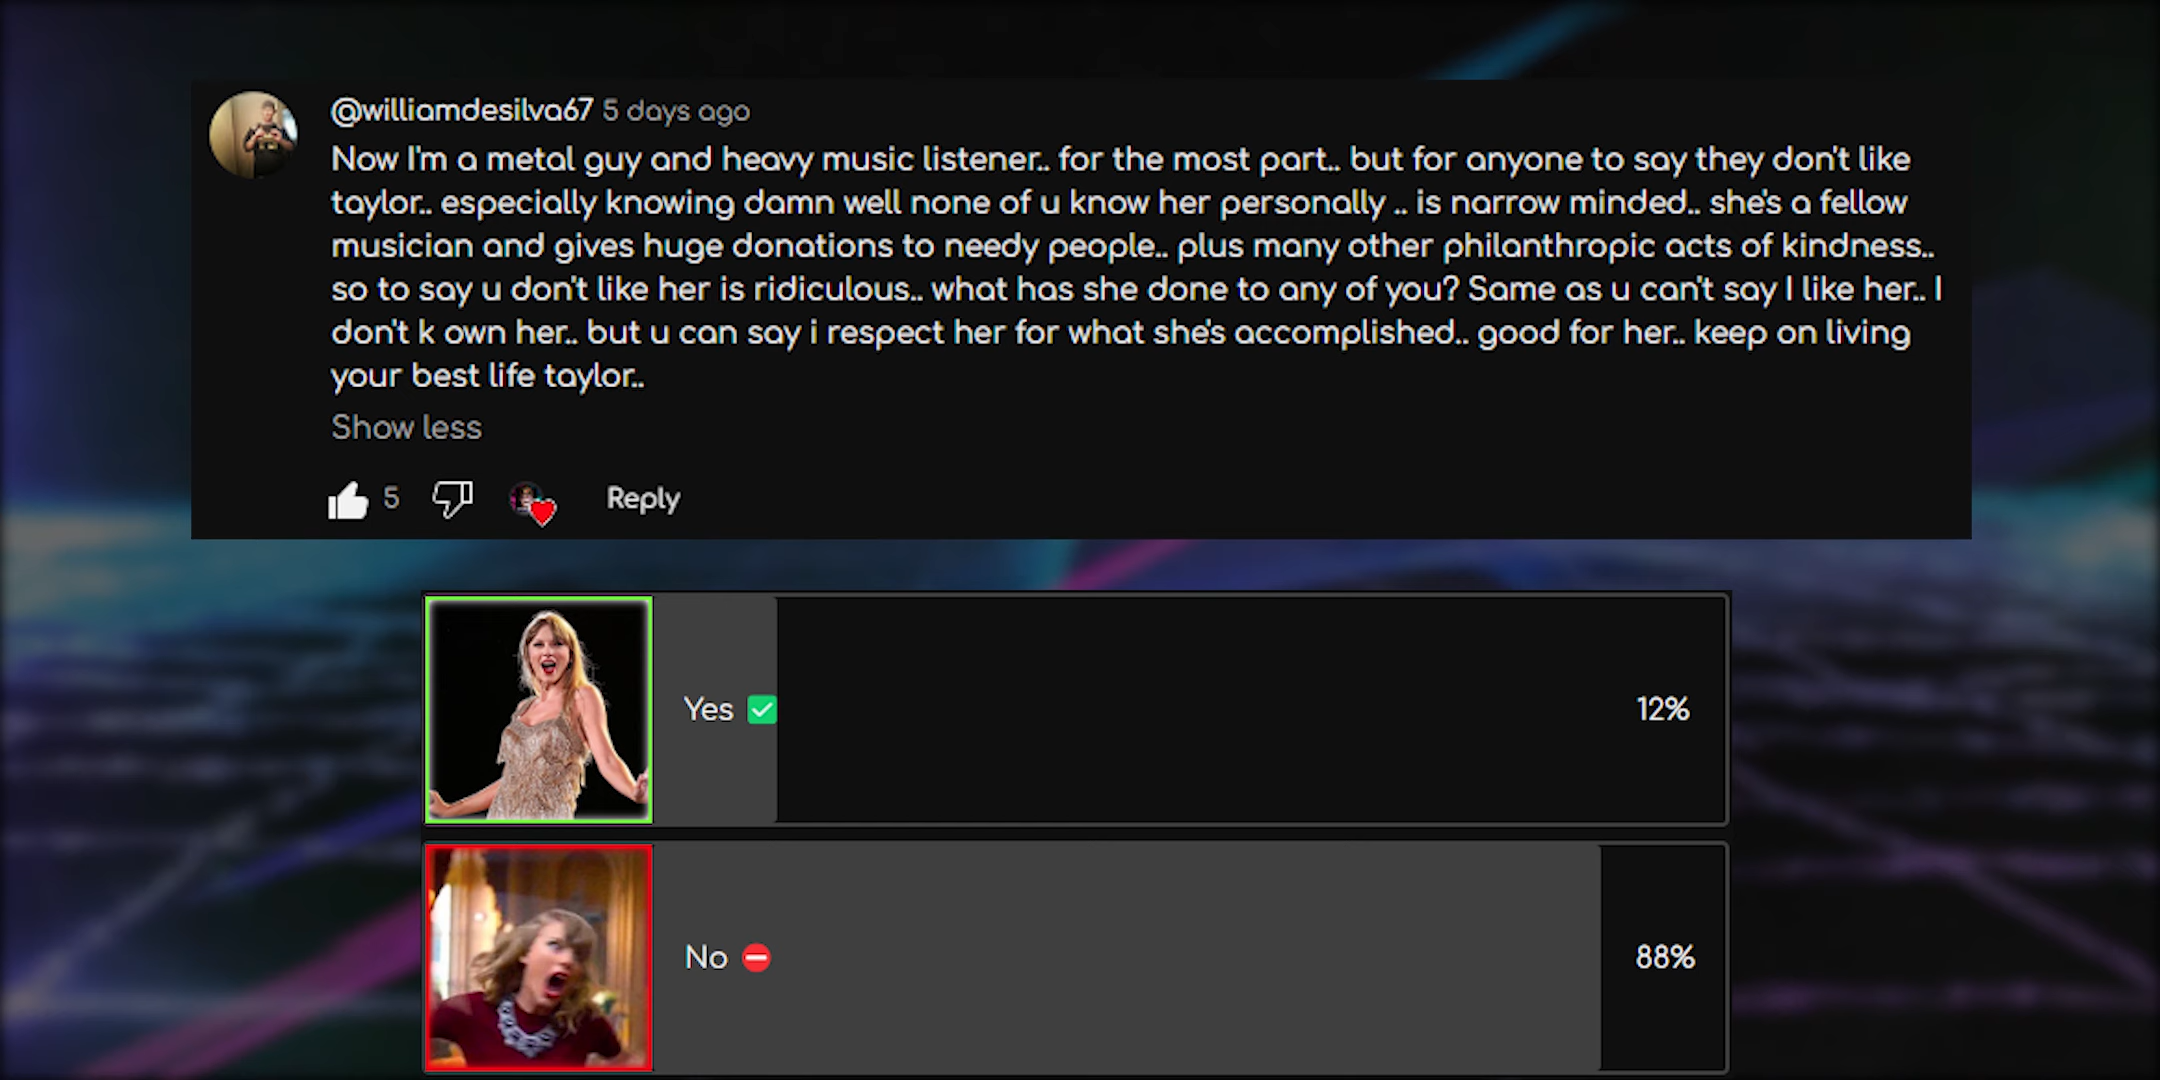 @williamdesilva67 5 days ago
Now I'm a metal guy and heavy music listener.. for the most part.. but for anyone to say they don't like
taylor.. especially knowing damn well none of u know her personally .. is narrow minded.. she's a fellow
musician and gives huge donations to needy people.. plus many other philanthropic acts of kindness..
so to say u don't like her is ridiculous.. what has she done to any of you? Same as u can't say I like her.. I
don't k own her.. but u can say i respect her for what she's accomplished.. good for her.. keep on living
your best life taylor..
Show less
5 Reply
Yes ✅ 12%
No ⛔ 88%